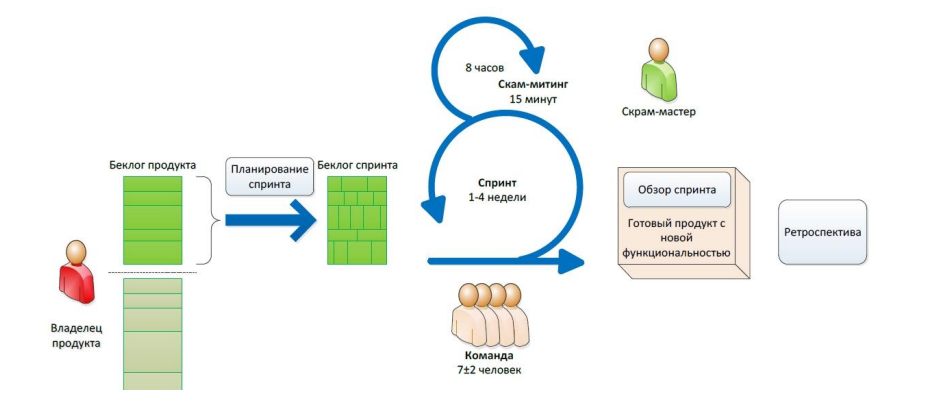 8 часов
Скам-митинг
15 минут
Скрам-мастер
Беклог продукта
Планирование
спринта
Беклог спринта
Спринт
1-4 недели
Обзор спринта
Готовый продукт с
новой
функциональностью
Ретроспектива
Владелец
продукта
Команда
7±2 человек